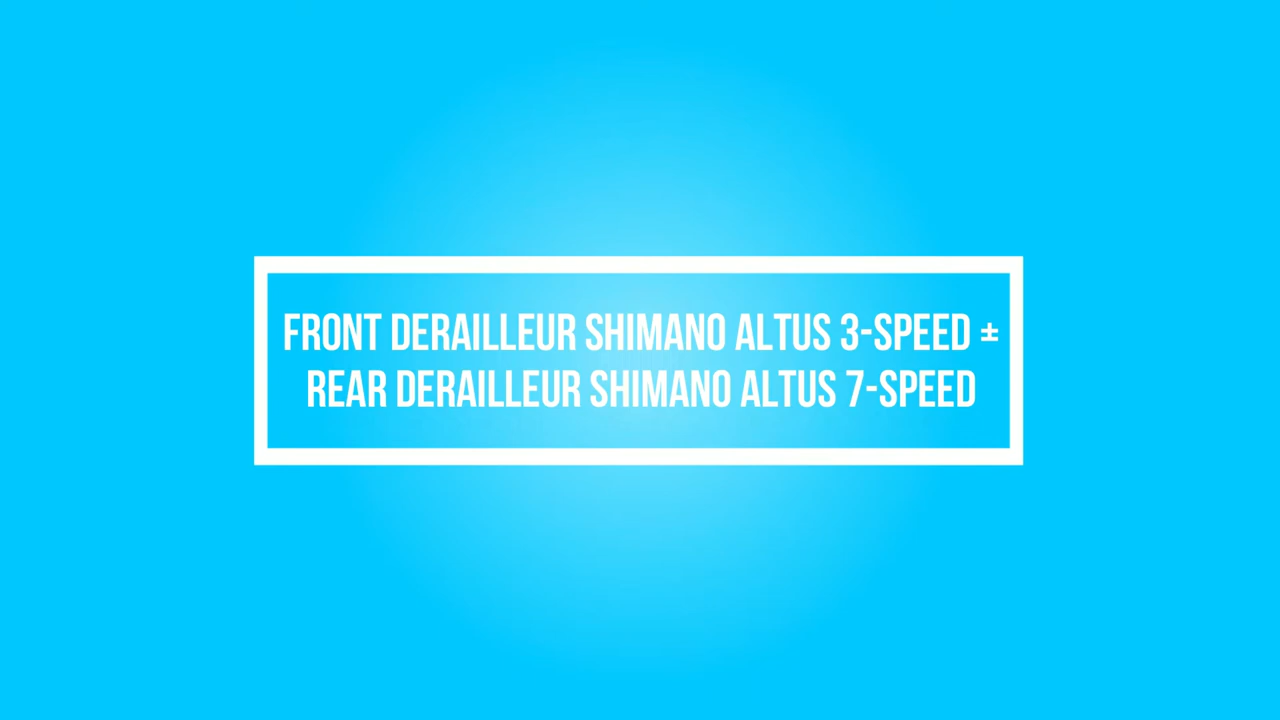 FRONT DERAILLEUR SHIMANO ALTUS 3-SPEED ±
REAR DERAILLEUR SHIMANO ALTUS 7-SPEED